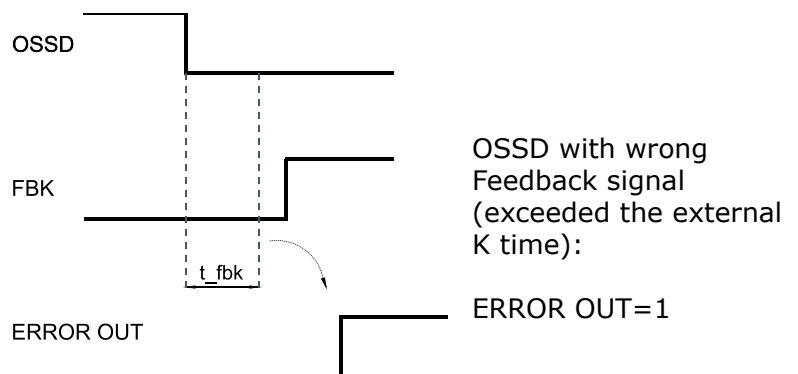 OSSD
FBK
t_fbk
ERROR OUT
OSSD with wrong
Feedback signal
(exceeded the external
K time):
ERROR OUT=1